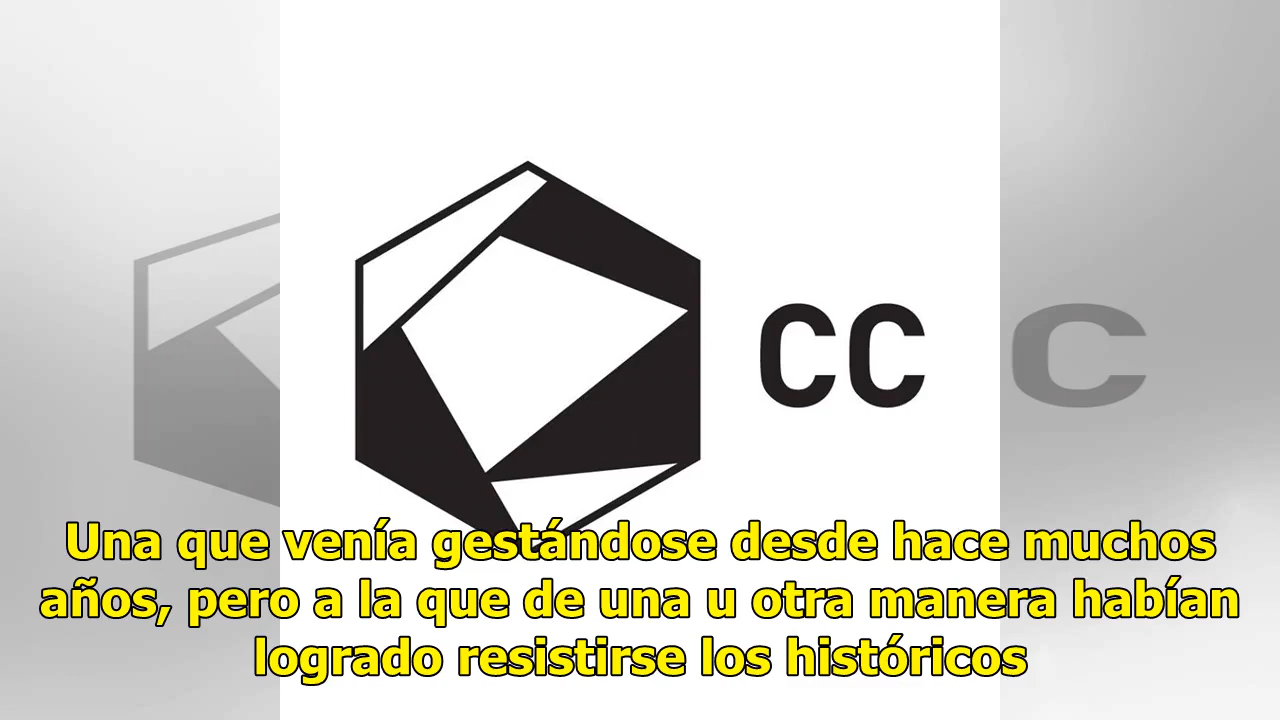 CC
C
Una que venía gestándose desde hace muchos
años, pero a la que de una u otra manera habían
logrado resistirse los históricos